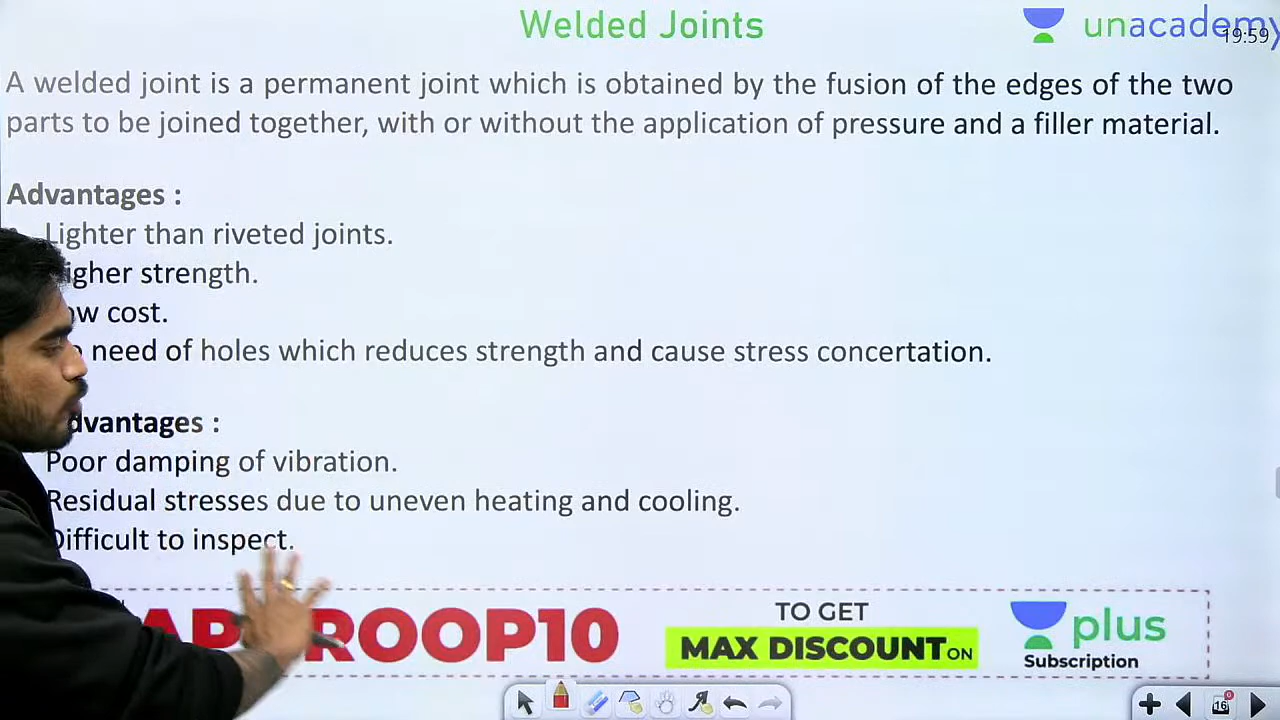 Welded Joints
unacademy
19:59
A welded joint is a permanent joint which is obtained by the fusion of the edges of the two
parts to be joined together, with or without the application of pressure and a filler material.
Advantages :
Lighter than riveted joints.
igher strength.
ow cost.
need of holes which reduces strength and cause stress concertation.
dvantages :
Poor damping of vibration.
Residual stresses due to uneven heating and cooling.
Difficult to inspect.
ROOP10
TO GET
MAX DISCOUNT ON
plus
Subscription
16